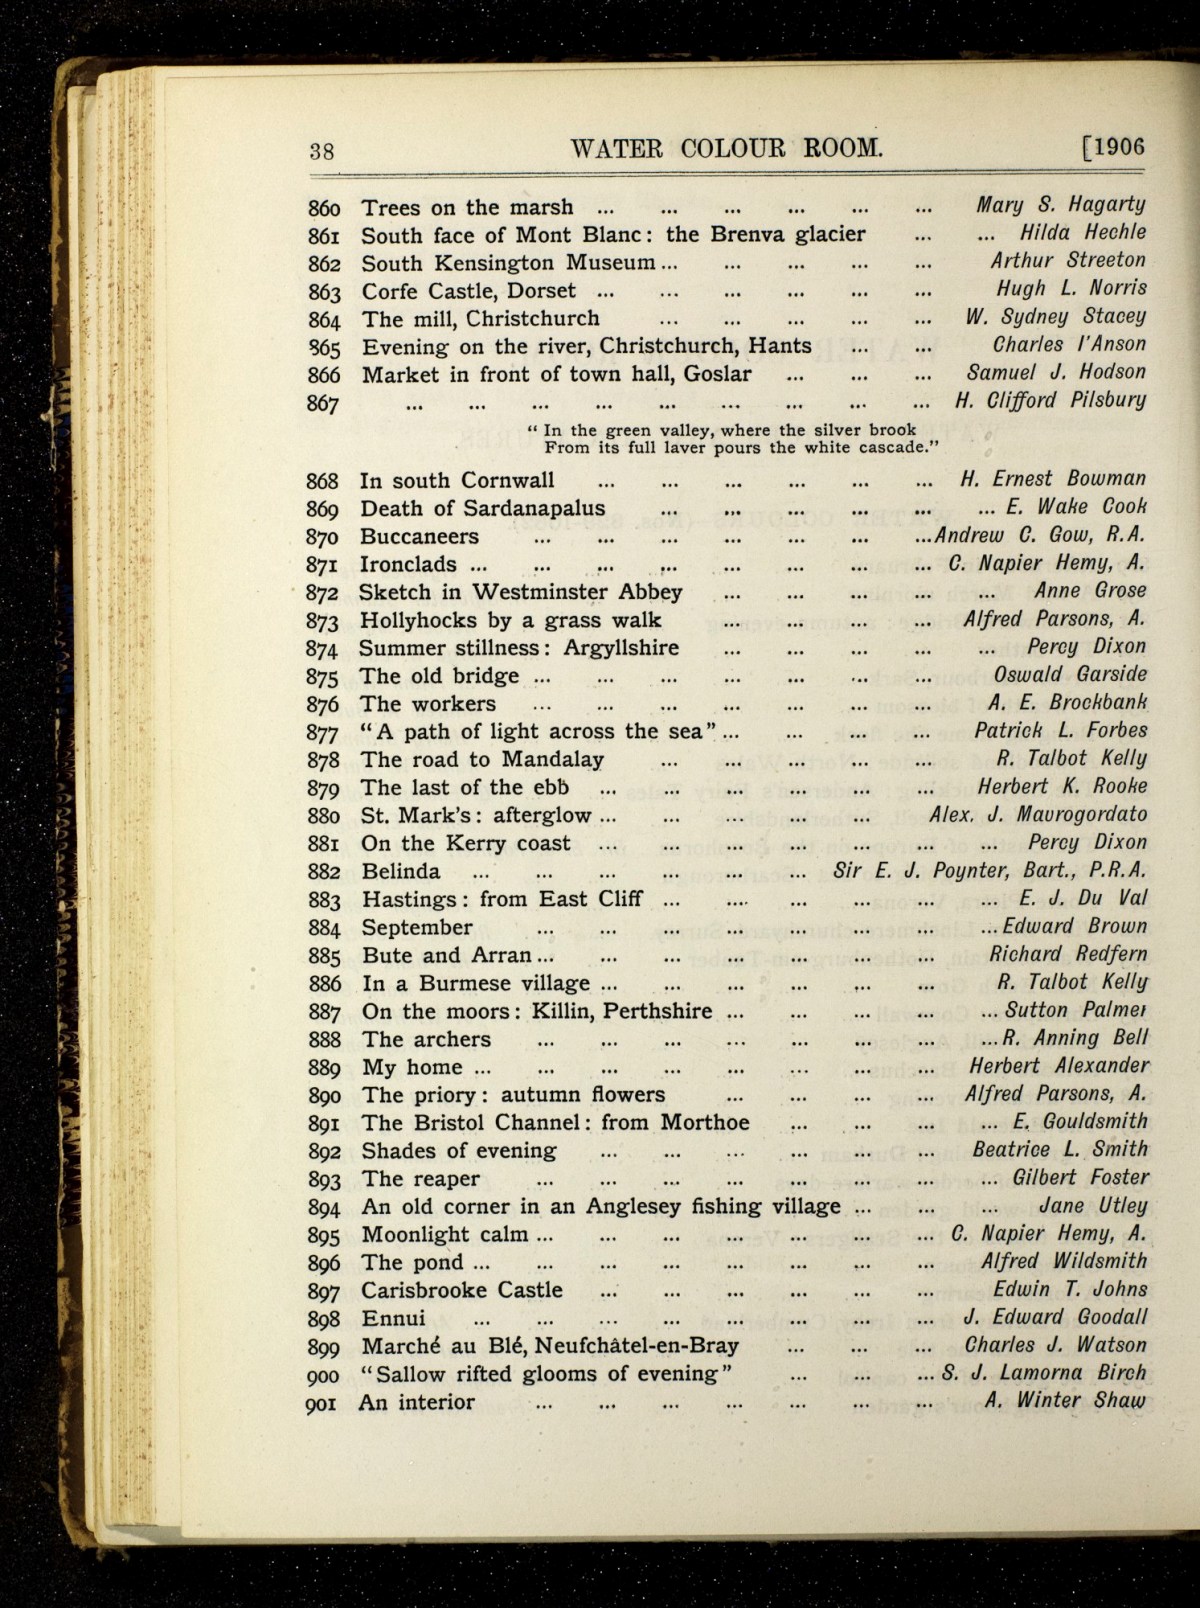 38 WATER COLOUR ROOM. [1906
860 Trees on the marsh ... ... ... ... ... ... Mary S. Hagarty
861 South face of Mont Blanc: the Brenva glacier ... ... Hilda Hechle
862 South Kensington Museum ... ... ... ... ... Arthur Streeton
863 Corfe Castle, Dorset ... ... ... ... ... ... Hugh L. Norris
864 The mill, Christchurch ... ... ... ... ... W. Sydney Stacey
865 Evening on the river, Christchurch, Hants ... ... Charles I'Anson
866 Market in front of town hall, Goslar ... ... ... Samuel J. Hodson
867 ... ... ... ... ... ... ... ... ... H. Clifford Pilsbury
“ In the green valley, where the silver brook
From its full laver pours the white cascade.”
868 In south Cornwall ... ... ... ... ... ... H. Ernest Bowman
869 Death of Sardanapalus ... ... ... ... ... ... E. Wake Cook
870 Buccaneers ... ... ... ... ... ... ... Andrew C. Gow, R.A.
871 Ironclads ... ... ... ... ... ... ... ... C. Napier Hemy, A.
872 Sketch in Westminster Abbey ... ... ... ... ... Anne Grose
873 Hollyhocks by a grass walk ... ... ... ... Alfred Parsons, A.
874 Summer stillness: Argyllshire ... ... ... ... ... Percy Dixon
875 The old bridge ... ... ... ... ... ... ... Oswald Garside
876 The workers ... ... ... ... ... ... ... A. E. Brockbank
877 “A path of light across the sea” ... ... ... ... Patrick L. Forbes
878 The road to Mandalay ... ... ... ... ... R. Talbot Kelly
879 The last of the ebb ... ... ... ... ... ... Herbert K. Rooke
880 St. Mark's: afterglow ... ... ... ... ... Alex. J. Mavrogordato
881 On the Kerry coast ... ... ... ... ... ... ... Percy Dixon
882 Belinda ... ... ... ... ... ... Sir E. J. Poynter, Bart., P.R.A.
883 Hastings: from East Cliff ... ... ... ... ... ... E. J. Du Val
884 September ... ... ... ... ... ... ... ... Edward Brown
885 Bute and Arran ... ... ... ... ... ... ... Richard Redfern
886 In a Burmese village ... ... ... ... ... ... R. Talbot Kelly
887 On the moors: Killin, Perthshire ... ... ... ... ... Sutton Palmer
888 The archers ... ... ... ... ... ... ... ... R. Anning Bell
889 My home ... ... ... ... ... ... ... ... Herbert Alexander
890 The priory: autumn flowers ... ... ... ... Alfred Parsons, A.
891 The Bristol Channel: from Morthoe ... ... ... ... E. Gouldsmith
892 Shades of evening ... ... ... ... ... ... Beatrice L. Smith
893 The reaper ... ... ... ... ... ... ... ... Gilbert Foster
894 An old corner in an Anglesey fishing village ... ... ... Jane Utley
895 Moonlight calm ... ... ... ... ... ... ... C. Napier Hemy, A.
896 The pond ... ... ... ... ... ... ... ... Alfred Wildsmith
897 Carisbrooke Castle ... ... ... ... ... ... Edwin T. Johns
898 Ennui ... ... ... ... ... ... ... ... J. Edward Goodall
899 Marché au Blé, Neufchâtel-en-Bray ... ... ... Charles J. Watson
900 “Sallow rifted glooms of evening” ... ... ... S. J. Lamorna Birch
901 An interior ... ... ... ... ... ... ... A. Winter Shaw